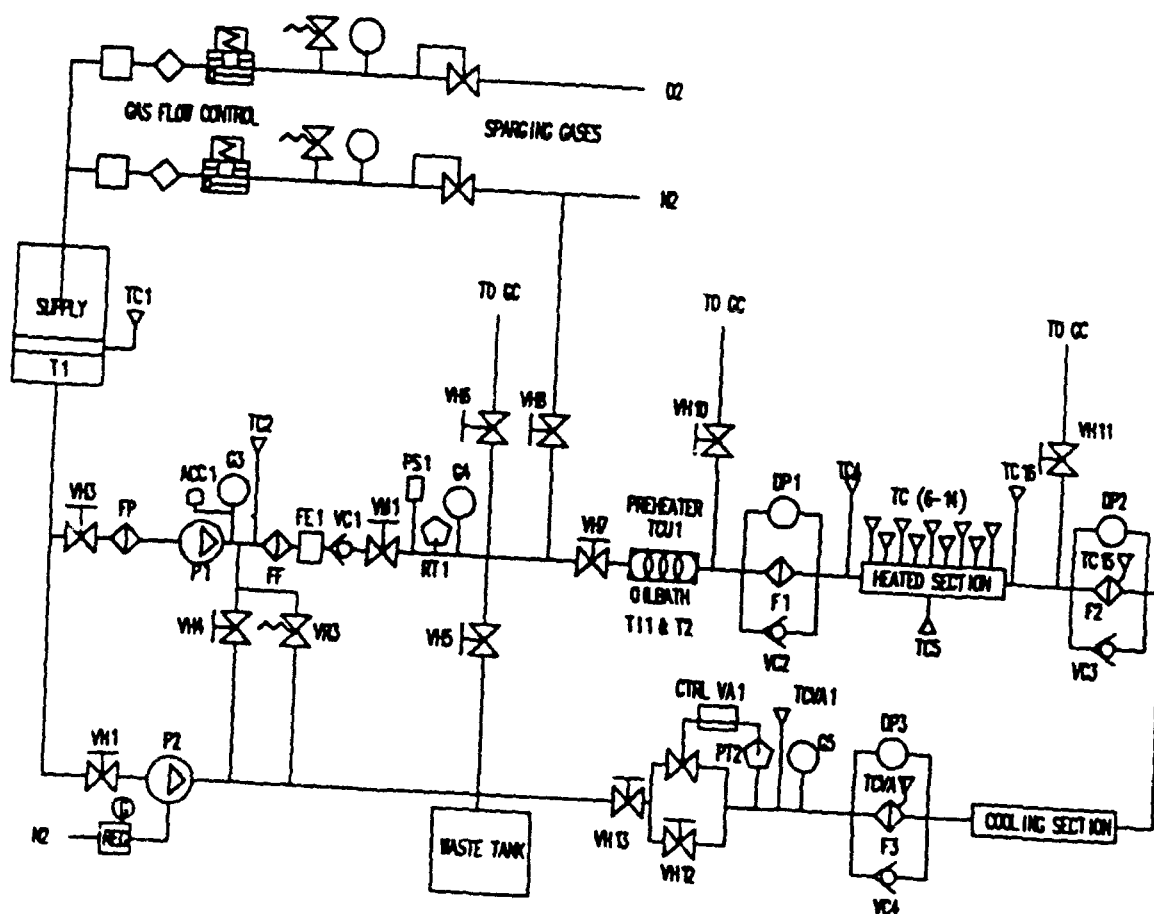 O2
GAS FLOW CONTROL
SPARGING GASES
N2
SUPPLY
TC1
T1
TO GC
TO GC
TO GC
VH6
VH8
VH10
VH11
TC2
G3
ACC1
PS1
G4
VH3
FP
P1
FF
FE1
VC1
VM1
RT1
VH7
PREHEATER
TCU1
OILBATH
TI1 & T2
DP1
F1
VC2
TC4
TC (6-14)
HEATED SECTION
TC5
TC16
DP2
TC15
F2
VC3
VH4
VR3
VH5
CTRL VA1
TCVA1
PT2
G5
DP3
TCVA
F3
VC4
COOLING SECTION
VH1
P2
G
N2
REG
WASTE TANK
VH13
VH12